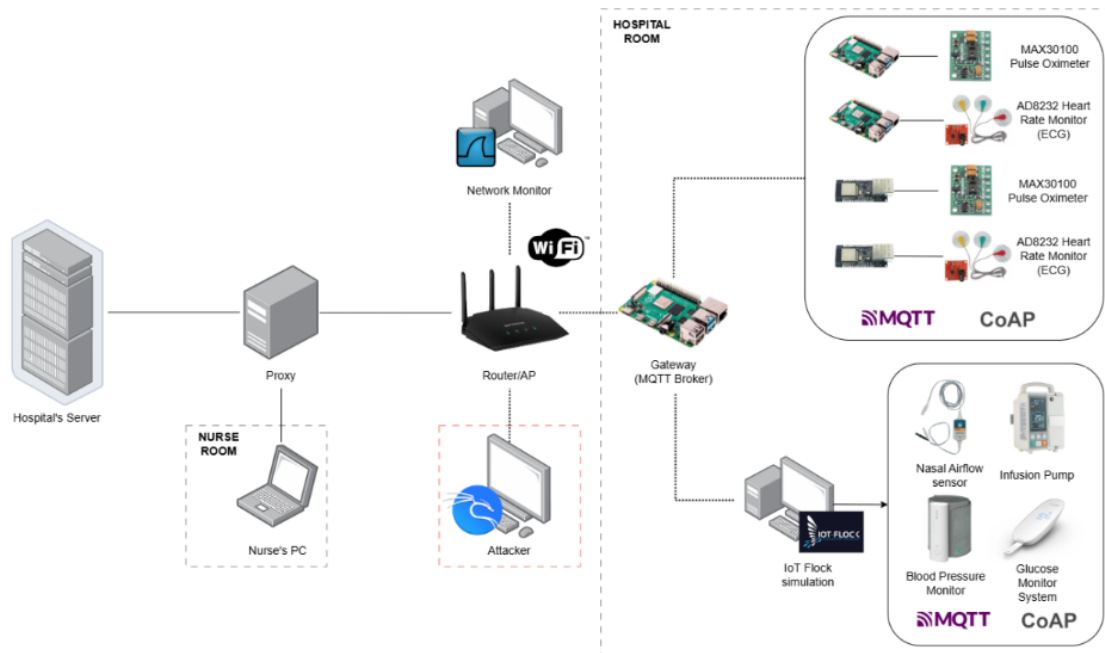 HOSPITAL
ROOM
MAX30100
Pulse Oximeter
AD8232 Heart
Rate Monitor
(ECG)
MAX30100
Pulse Oximeter
AD8232 Heart
Rate Monitor
(ECG)
MQTT CoAP
Network Monitor
Wi Fi
Hospital's Server
Proxy
Router/AP
Gateway
(MQTT Broker)
NURSE
ROOM
Nurse's PC
Attacker
IOT FLOCK
IoT Flock
simulation
Nasal Airflow
sensor
Infusion Pump
Blood Pressure
Monitor
Glucose
Monitor
System
MQTT CoAP